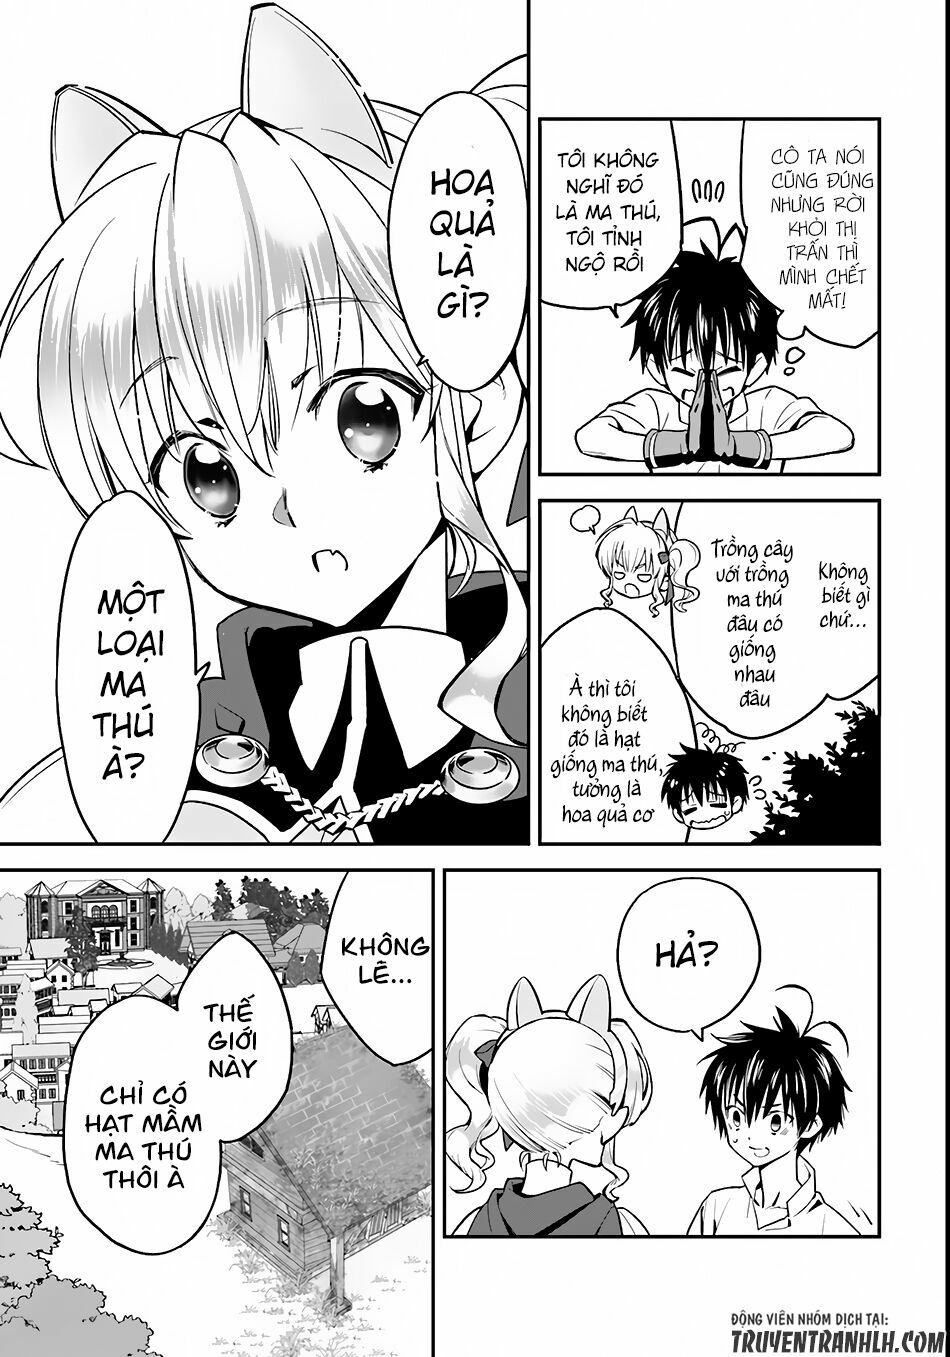 CÔ TA NÓI
CŨNG ĐÚNG
NHƯNG RỜI
KHỎI THỊ
TRẤN THÌ
MÌNH CHẾT
MẤT!
TÔI KHÔNG
NGHĨ ĐÓ
LÀ MA THÚ,
TÔI TỈNH
NGỘ RỒI
Không
biết gì
chứ...
Trồng cây
với trồng
ma thú
đâu có
giống
nhau
đâu
À thì tôi
không biết
đó là hạt
giống ma thú,
tưởng là
hoa quả cơ
HOA
QUẢ
LÀ
GÌ?
MỘT
LOẠI
MA
THÚ
À?
HẢ?
KHÔNG
LẼ...
THẾ
GIỚI
NÀY
CHỈ CÓ
HẠT MẦM
MA THÚ
THÔI À
ĐỘNG VIÊN NHÓM DỊCH TẠI:
TRUYENTRANHLH.COM